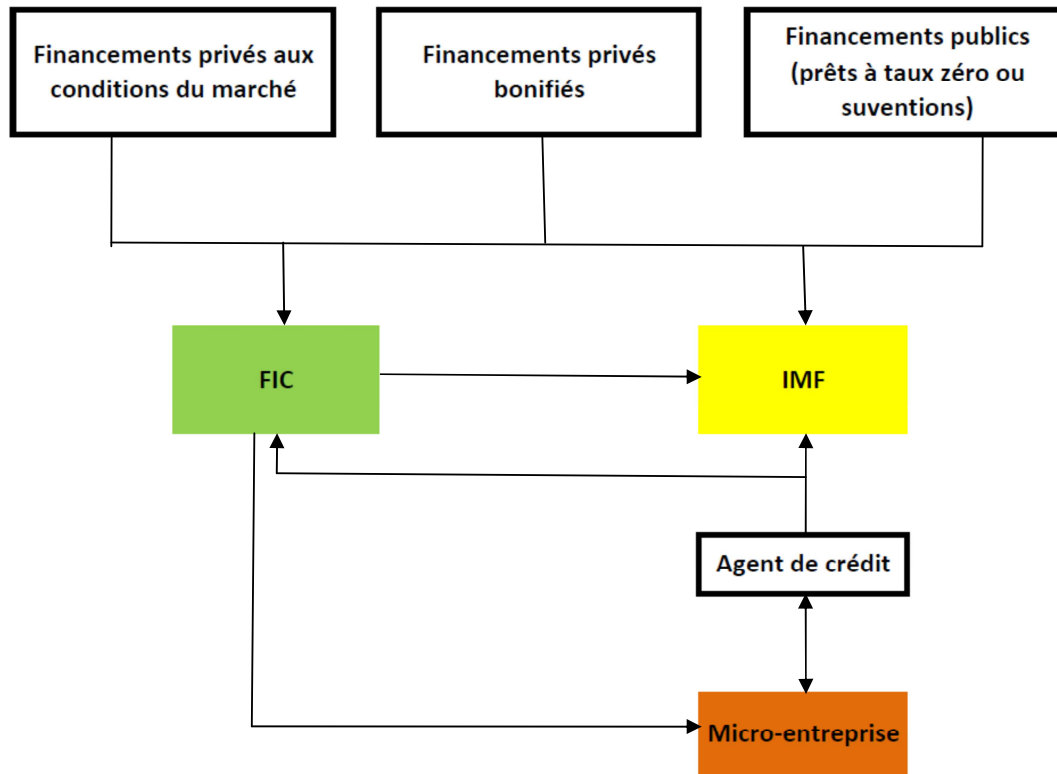 Financements privés aux
conditions du marché
Financements privés
bonifiés
Financements publics
(prêts à taux zéro ou
suventions)
FIC
IMF
Agent de crédit
Micro-entreprise